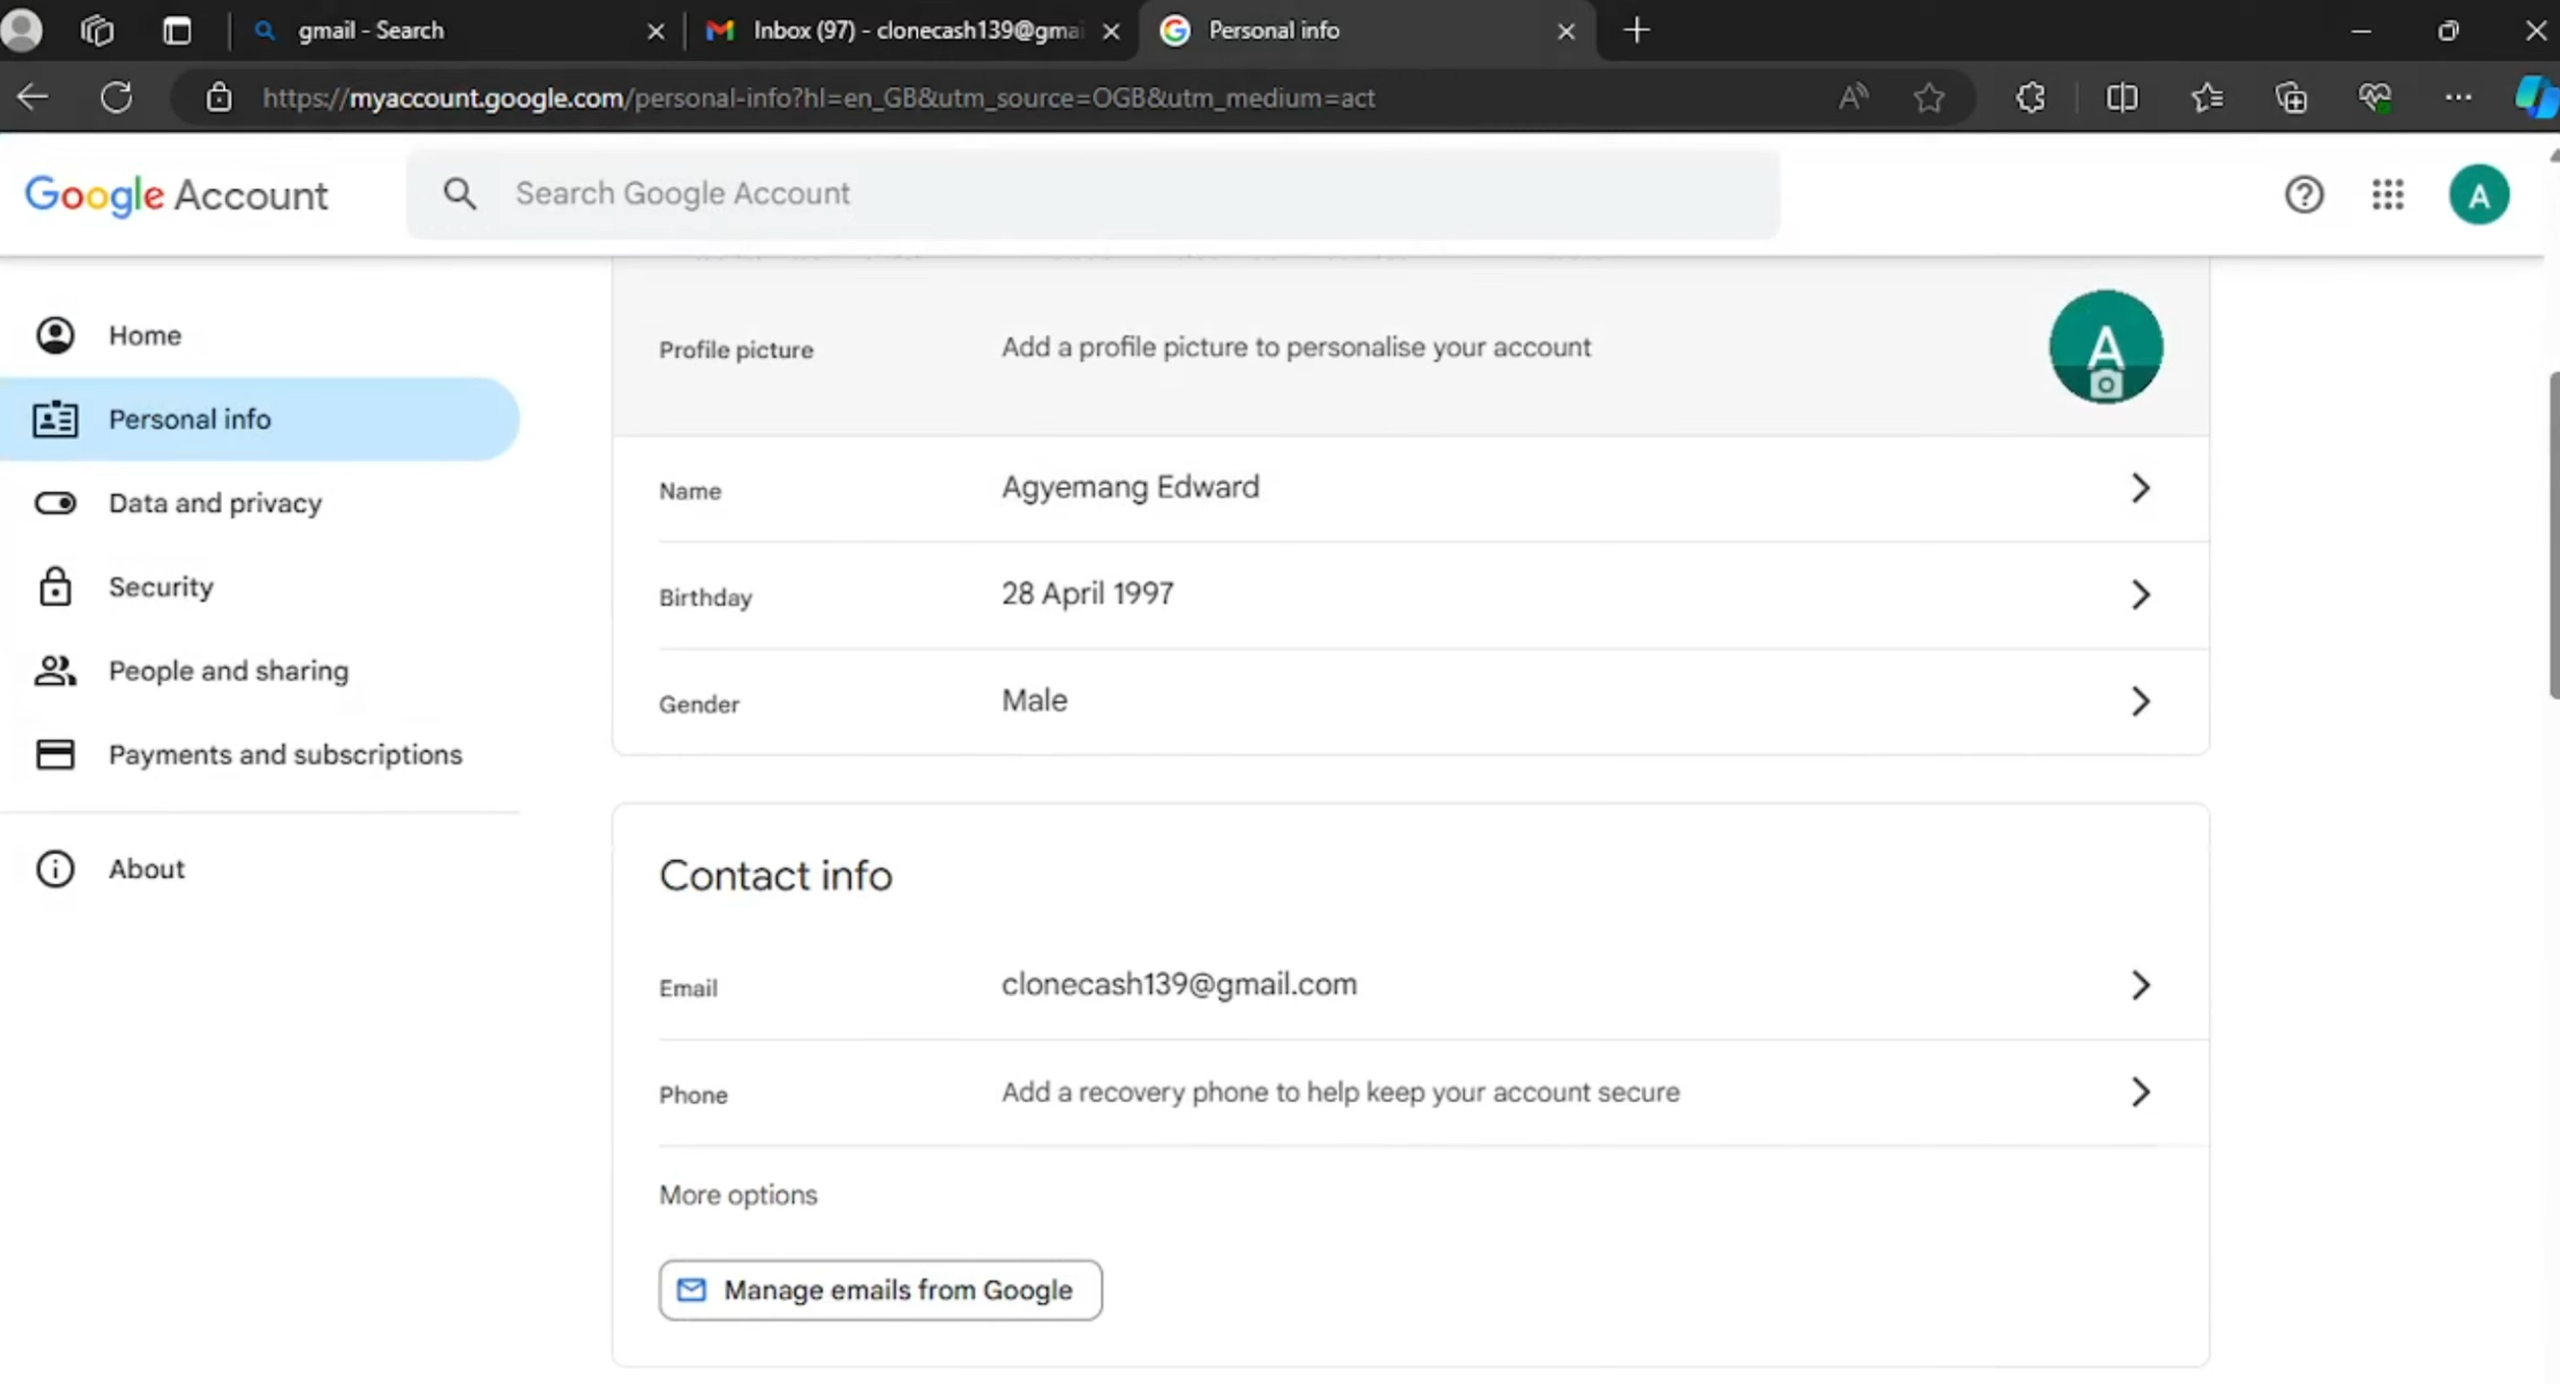 gmail - Search
Inbox (97) - clonecash139@gmai
Personal info
https://myaccount.google.com/personal-info?hl=en_GB&utm_source=OGB&utm_medium=act
Google Account
Search Google Account
A
Home
Personal info
Data and privacy
Security
People and sharing
Payments and subscriptions
About
Profile picture
Add a profile picture to personalise your account
A
Name
Agyemang Edward
Birthday
28 April 1997
Gender
Male
Contact info
Email
clonecash139@gmail.com
Phone
Add a recovery phone to help keep your account secure
More options
Manage emails from Google